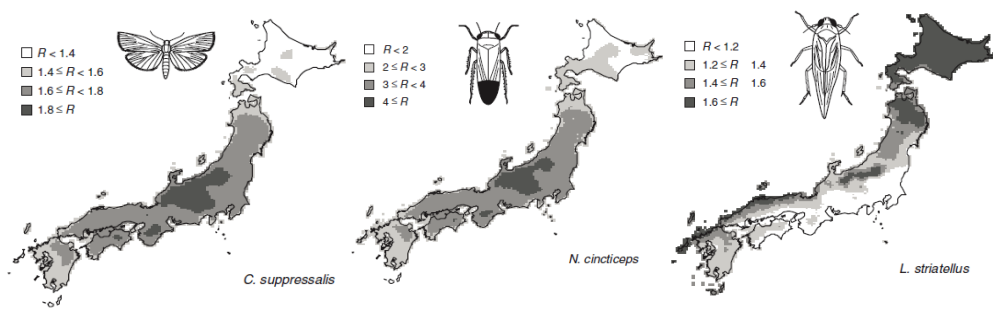 R < 1.4
1.4 ≤ R < 1.6
1.6 ≤ R < 1.8
1.8 ≤ R
C. suppressalis
R < 2
2 ≤ R < 3
3 ≤ R < 4
4 ≤ R
N. cincticeps
R < 1.2
1.2 ≤ R 1.4
1.4 ≤ R 1.6
1.6 ≤ R
L. striatellus